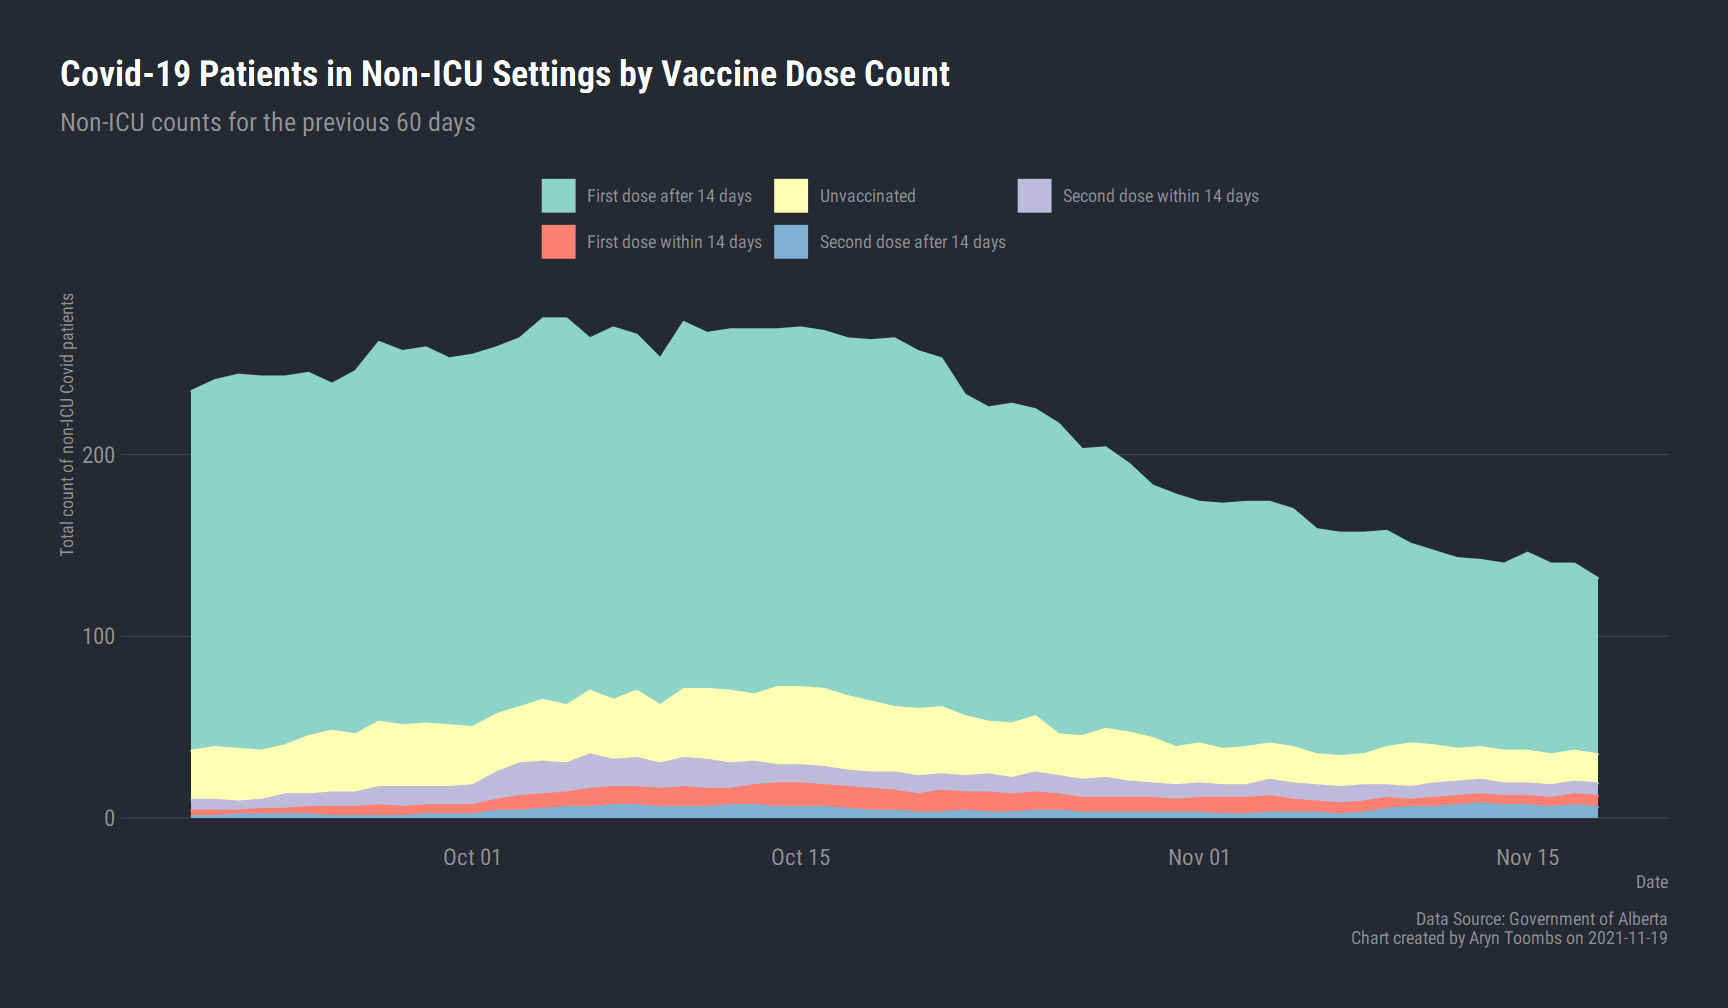 Covid-19 Patients in Non-ICU Settings by Vaccine Dose Count
Non-ICU counts for the previous 60 days
First dose after 14 days
Unvaccinated
Second dose within 14 days
First dose within 14 days
Second dose after 14 days
Total count of non-ICU Covid patients
200
100
0
Oct 01
Oct 15
Nov 01
Nov 15
Date
Data Source: Government of Alberta
Chart created by Aryn Toombs on 2021-11-19